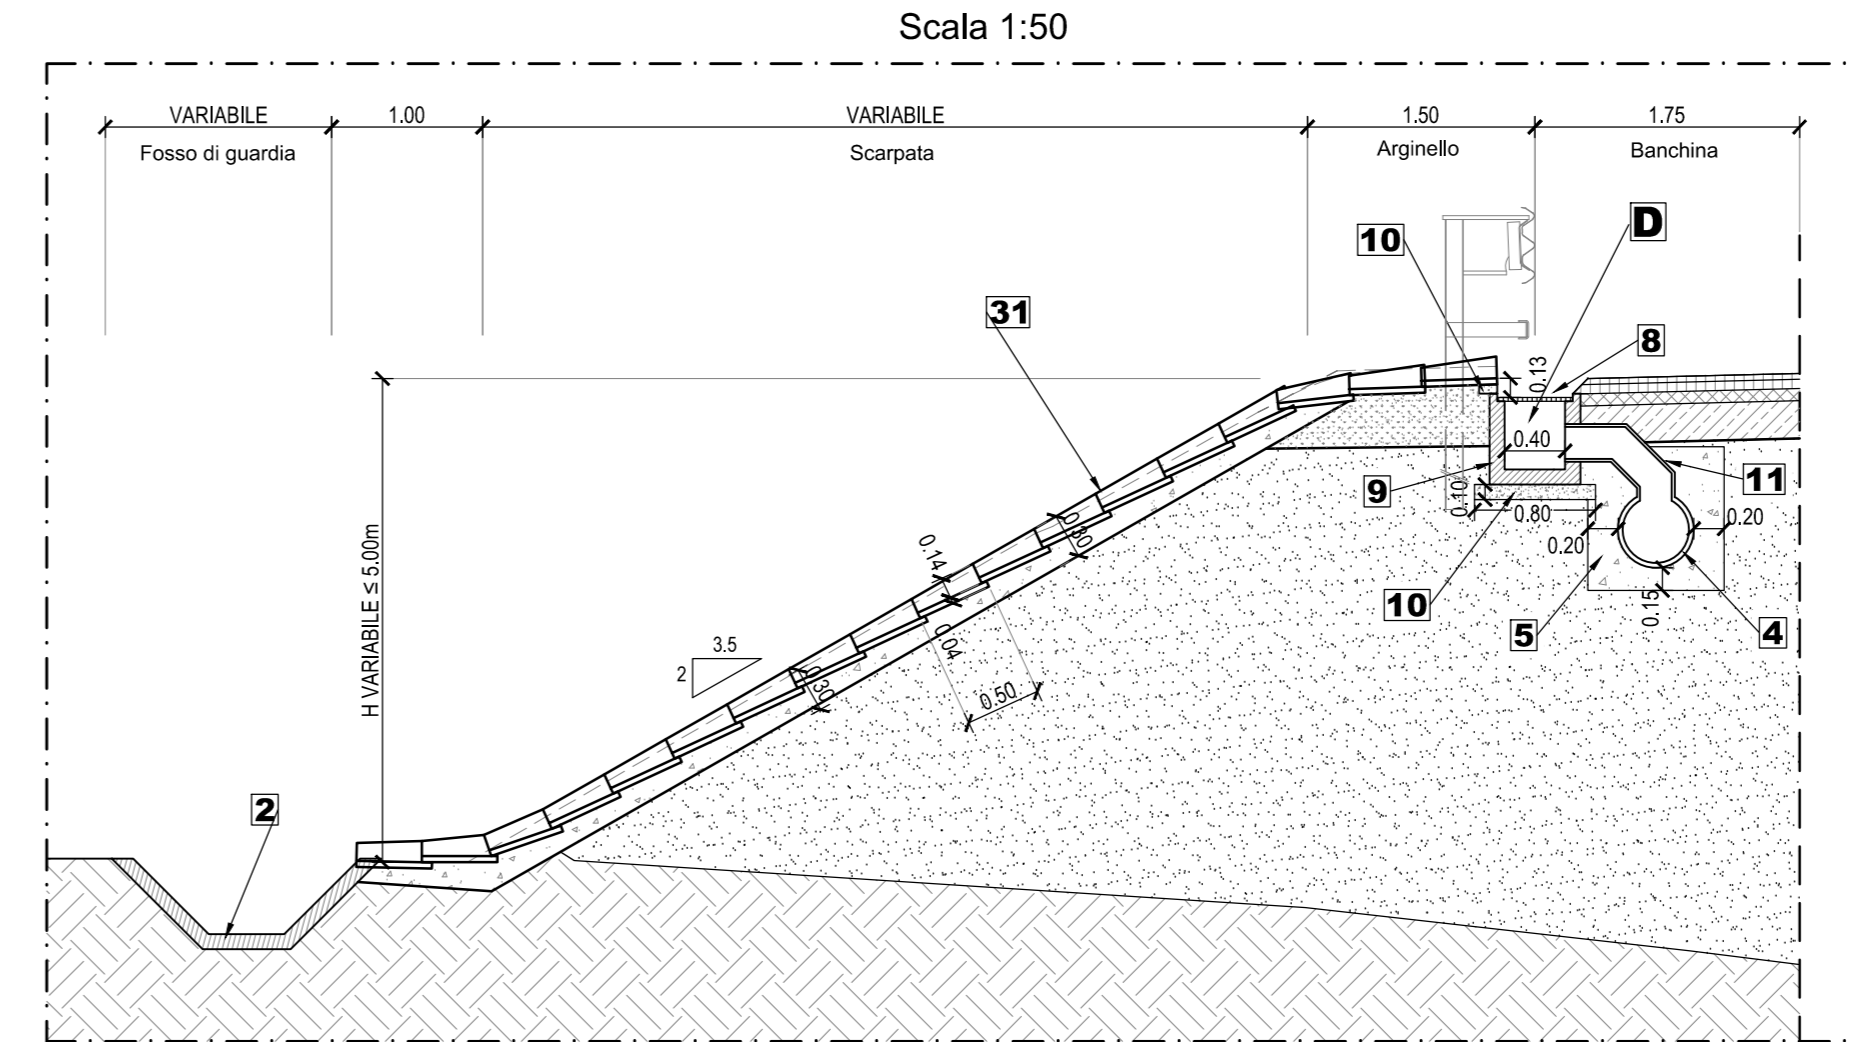 Scala 1:50
VARIABILE
1.00
VARIABILE
1.50
1.75
Fosso di guardia
Scarpata
Arginello
Banchina
D
10
31
8
0.13
0.40
9
0.10
11
0.80
0.20
0.20
0.30
0.14
H VARIABILE ≤ 5.00m
10
0.15
5
4
3.5
2
0.04
0.30
0.50
2